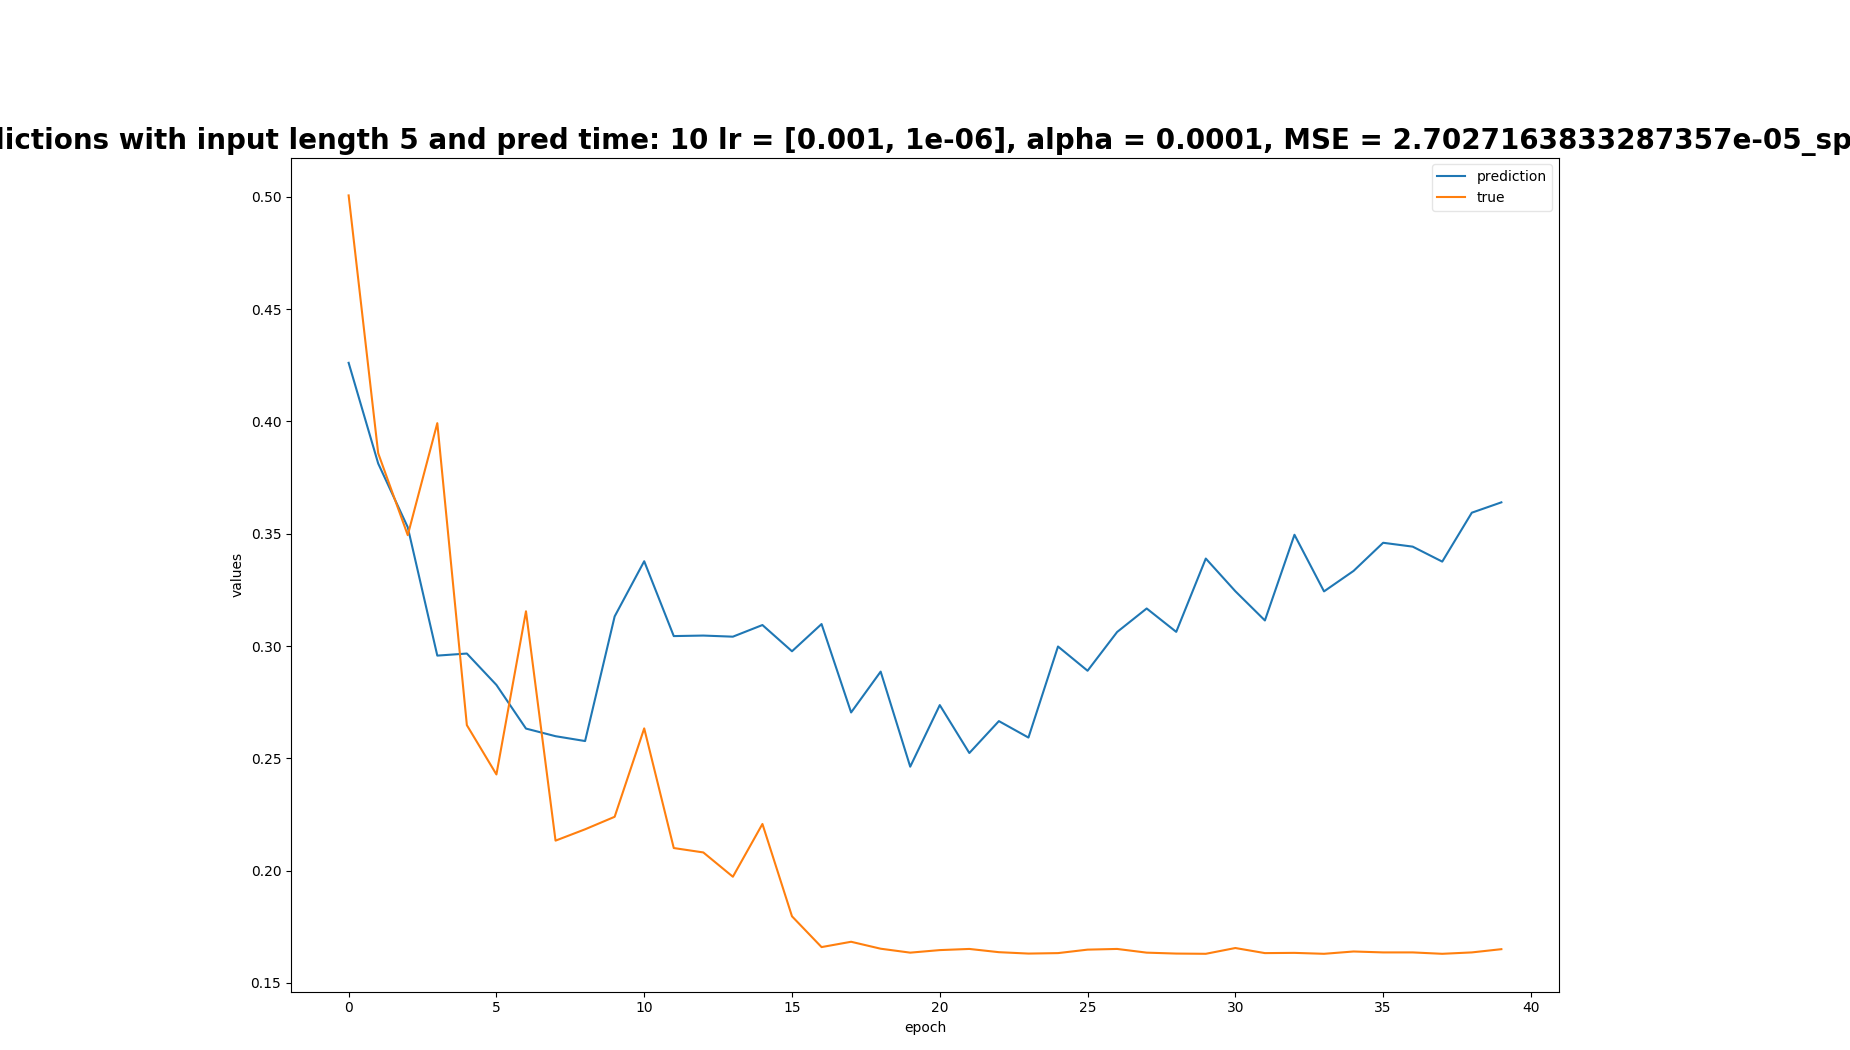 with input length 5 and pred time: 10 lr = [0.001, 1e-06], alpha = 0.0001, MSE = 2.7027163833287357e-05_sp
prediction
true
0.50
0.45
0.40
0.35
0.30
0.25
0.20
0.15
values
0 5 10 15 20 25 30 35 40
epoch